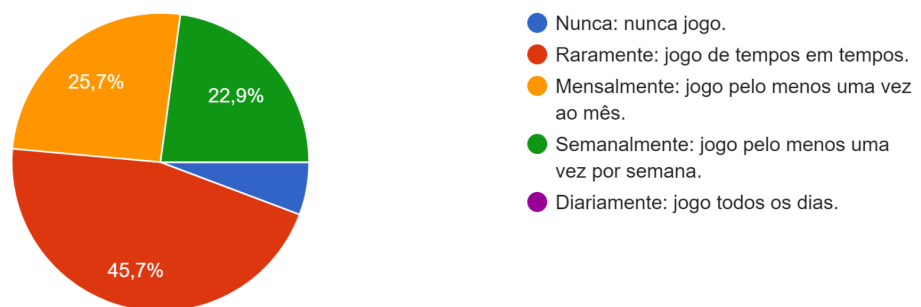 25,7%
22,9%
45,7%
Nunca: nunca jogo.
Raramente: jogo de tempos em tempos.
Mensalmente: jogo pelo menos uma vez
ao mês.
Semanalmente: jogo pelo menos uma
vez por semana.
Diariamente: jogo todos os dias.